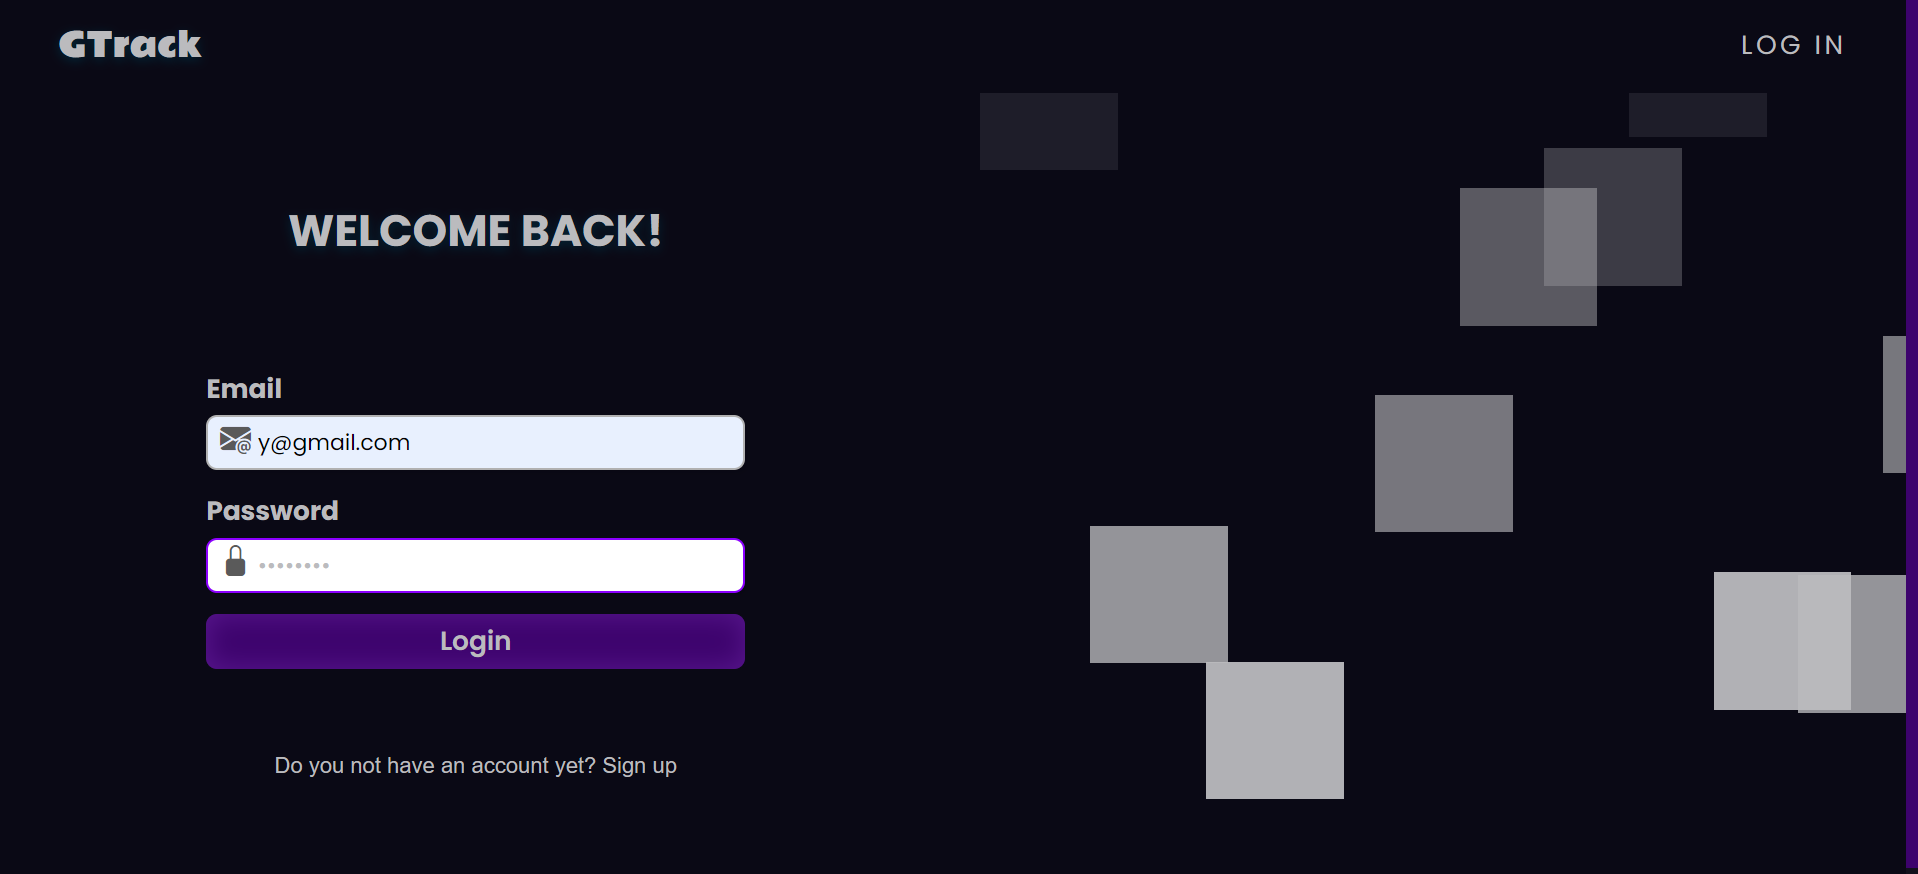 GTrack
LOG IN
WELCOME BACK!
Email
y@gmail.com
Password
••••••••
Login
Do you not have an account yet? Sign up